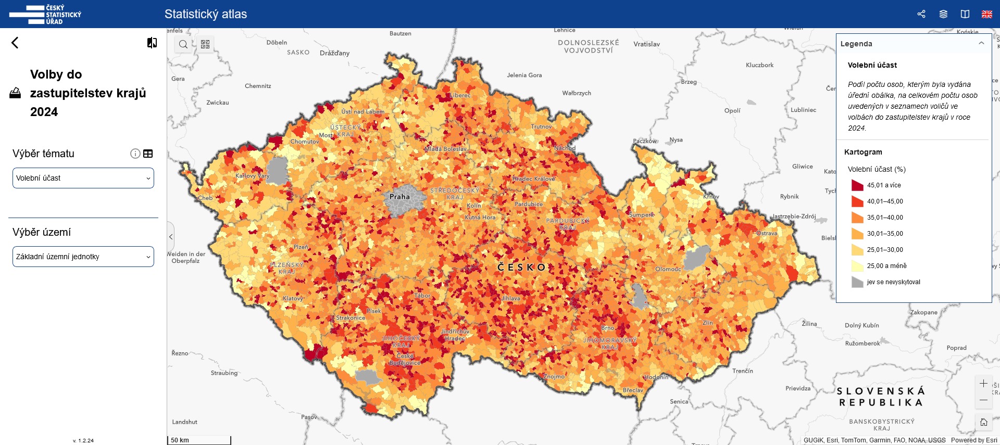 ČESKÝ
STATISTICKÝ
ÚŘAD
Statistický atlas
Volby do
zastupitelstev krajů
2024
Výběr tématu
Volební účast
Výběr území
Základní územní jednotky
v. 1.2.24
Legenda
Volební účast
Podíl počtu osob, kterým byla vydána
úřední obálka, na celkovém počtu osob
uvedených v seznamech voličů ve
volbách do zastupitelstev krajů v roce
2024.
Kartogram
Volební účast (%)
45,01 a více
40,01–45,00
35,01–40,00
30,01–35,00
25,01–30,00
25,00 a méně
jev se nevyskytoval
Bautzen
Lehnice
Döbeln
SASKO
Drážďany
DOLNOSLEZSKÉ
VOJVODSTVÍ
Vratislav
Końskie
Gera
Chemnitz
Zwickau
Jelenia Gora
Wałbrzych
Kluczbork
Brzeg
Opolí
Lubliniec
Liberec
Ústí nad Labem
ÚSTECKÝ
KRAJ
Most
Chomutov
Trutnov
Paczków
Nysa
Náchod
Mladá Boleslav
Gliwice
Karlovy Vary
Hradec Králové
Cheb
Praha
STŘEDOČESKÝ
KRAJ
Kolín
Kutná Hora
Pardubice
PARDUBICKÝ
KRAJ
Šumperk
Krnov
Rybnik
Jastrzębie-Zdrój
Ostrava
Weiden in der
Oberpfalz
Plzeň
PLZEŇSKÝ
KRAJ
ČESKO
Olomouc
Klatovy
Tábor
Jihlava
Písek
Strakonice
Jindřichův
Hradec
JIHOČESKÝ
KRAJ
České
Budějovice
Brno
JIHOMORAVSKÝ
KRAJ
Zlín
Žilina
Dolný Kubín
Zakopane
Ružomberok
Poprad
Řezno
Straubing
Znojmo
Hodonín
Břeclav
Trenčín
Prievidza
Senica
SLOVENSKÁ
REPUBLIKA
BANSKOBYSTRICKÝ
KRAJ
Landshut
Pasov
50 km
GUGiK, Esri, TomTom, Garmin, FAO, NOAA, USGS
Powered by Esri